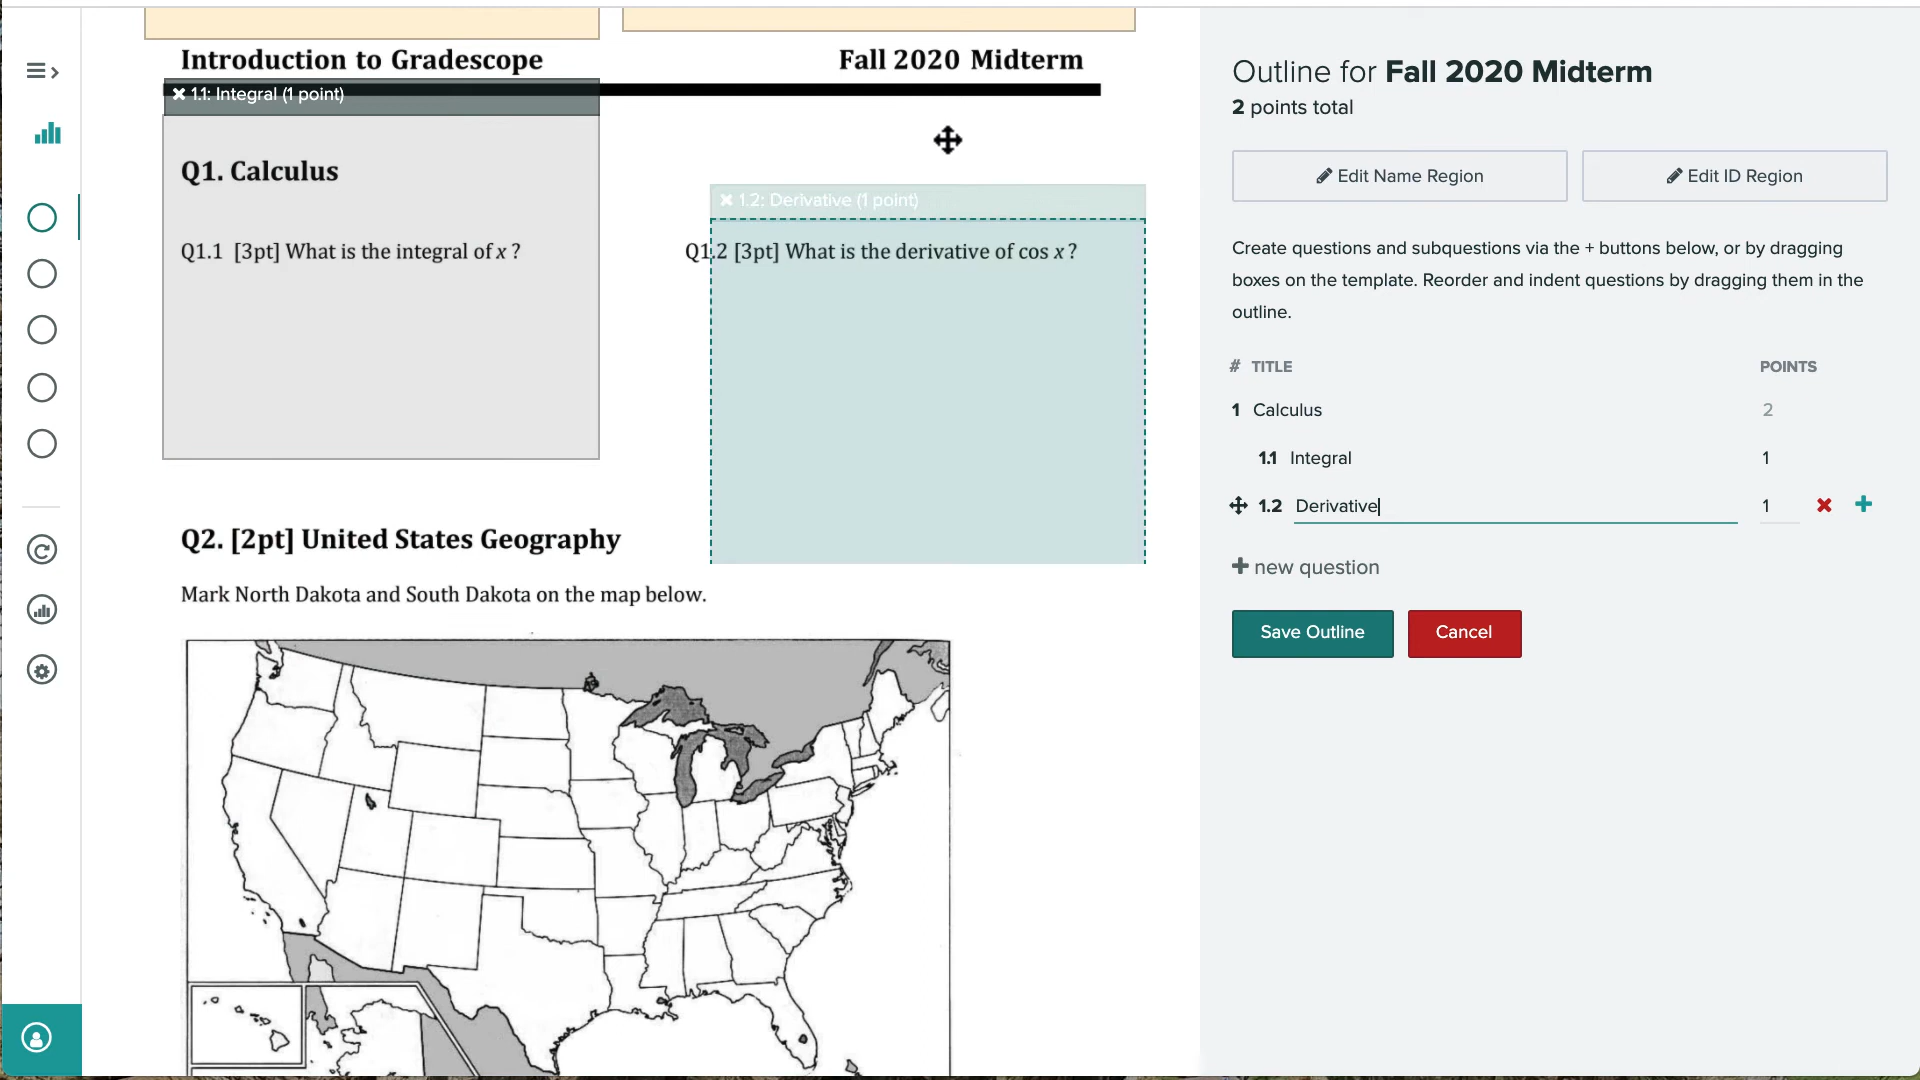 Introduction to Gradescope
Fall 2020 Midterm
1.1: Integral (1 point)
Q1. Calculus
Q1.1 [3pt] What is the integral of x ?
1.2: Derivative (1 point)
Q1.2 [3pt] What is the derivative of cos x ?
Q2. [2pt] United States Geography
Mark North Dakota and South Dakota on the map below.
Outline for Fall 2020 Midterm
2 points total
Edit Name Region
Edit ID Region
Create questions and subquestions via the + buttons below, or by dragging
boxes on the template. Reorder and indent questions by dragging them in the
outline.
# TITLE POINTS
1 Calculus 2
1.1 Integral 1
1.2 Derivative 1
+ new question
Save Outline
Cancel